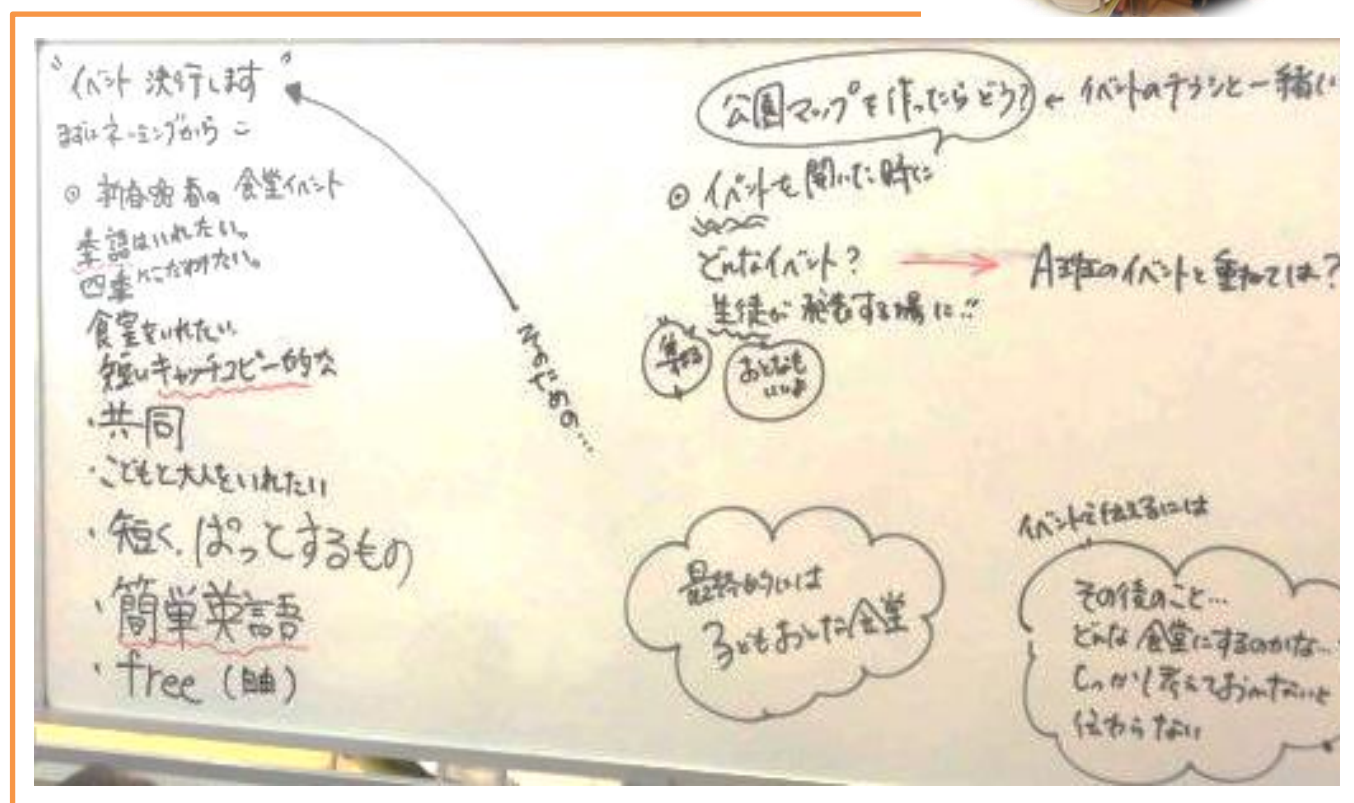 "イベント決行します"
まずはネーミングから
◎ 新春 春の食堂イベント
季語はいれたい。
四季にこだわりたい。
食堂をいれたい。
短いキャッチコピー的な
・共同
・こどもと大人をいれたい
・短く、ぱっとするもの
・簡単英語
・free (自由)
そのための…
公園マップを作ったらどう? ← イベントのチラシと一緒に
◎ イベントを開いた時に
どんなイベント? → A班のイベントと重ねては?
生徒が発表する場に!!
集まる
おとなもいいよ
最終的には
子どもおとな食堂
イベントを伝えるには
その後のこと…
どんな食堂にするのかな…
しっかり考えておかないと
伝わらない